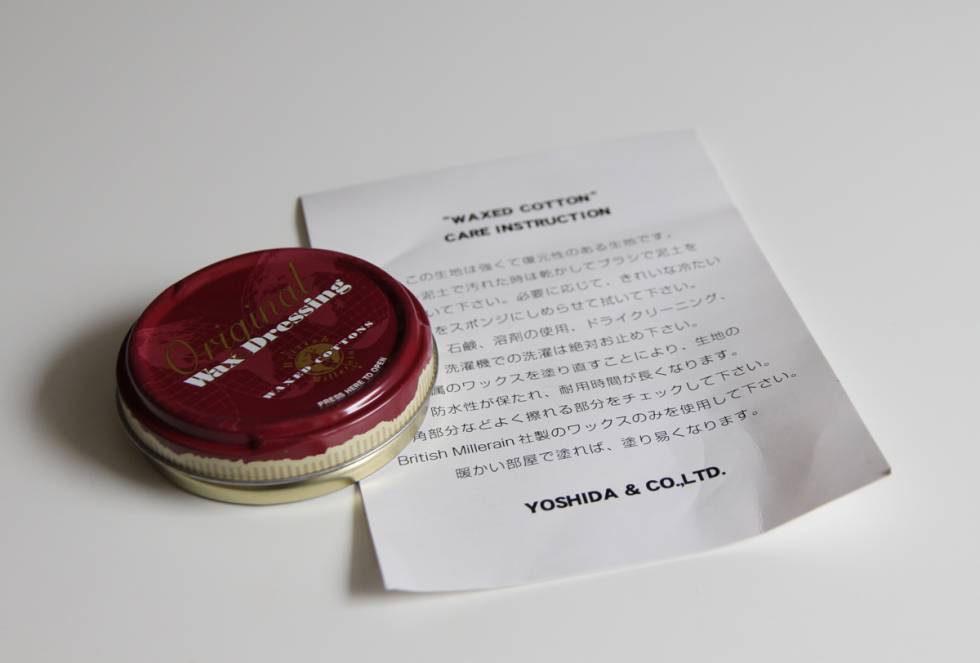 Original
Wax Dressing
WAXED COTTONS
British
Millerain
PRESS HERE TO OPEN
"WAXED COTTON"
CARE INSTRUCTION
この生地は強くて復元性のある生地です。
泥土で汚れた時は乾かしてブラシで泥土を
いて下さい。必要に応じて、きれいな冷たい
をスポンジにしめらせて拭いて下さい。
石鹸、溶剤の使用、ドライクリーニング、
洗濯機での洗濯は絶対お止め下さい。
属のワックスを塗り直すことにより、生地の
防水性が保たれ、耐用時間が長くなります。
角部分などよく擦れる部分をチェックして下さい。
British Millerain 社製のワックスのみを使用して下さい。
暖かい部屋で塗れば、塗り易くなります。
YOSHIDA & CO.,LTD.